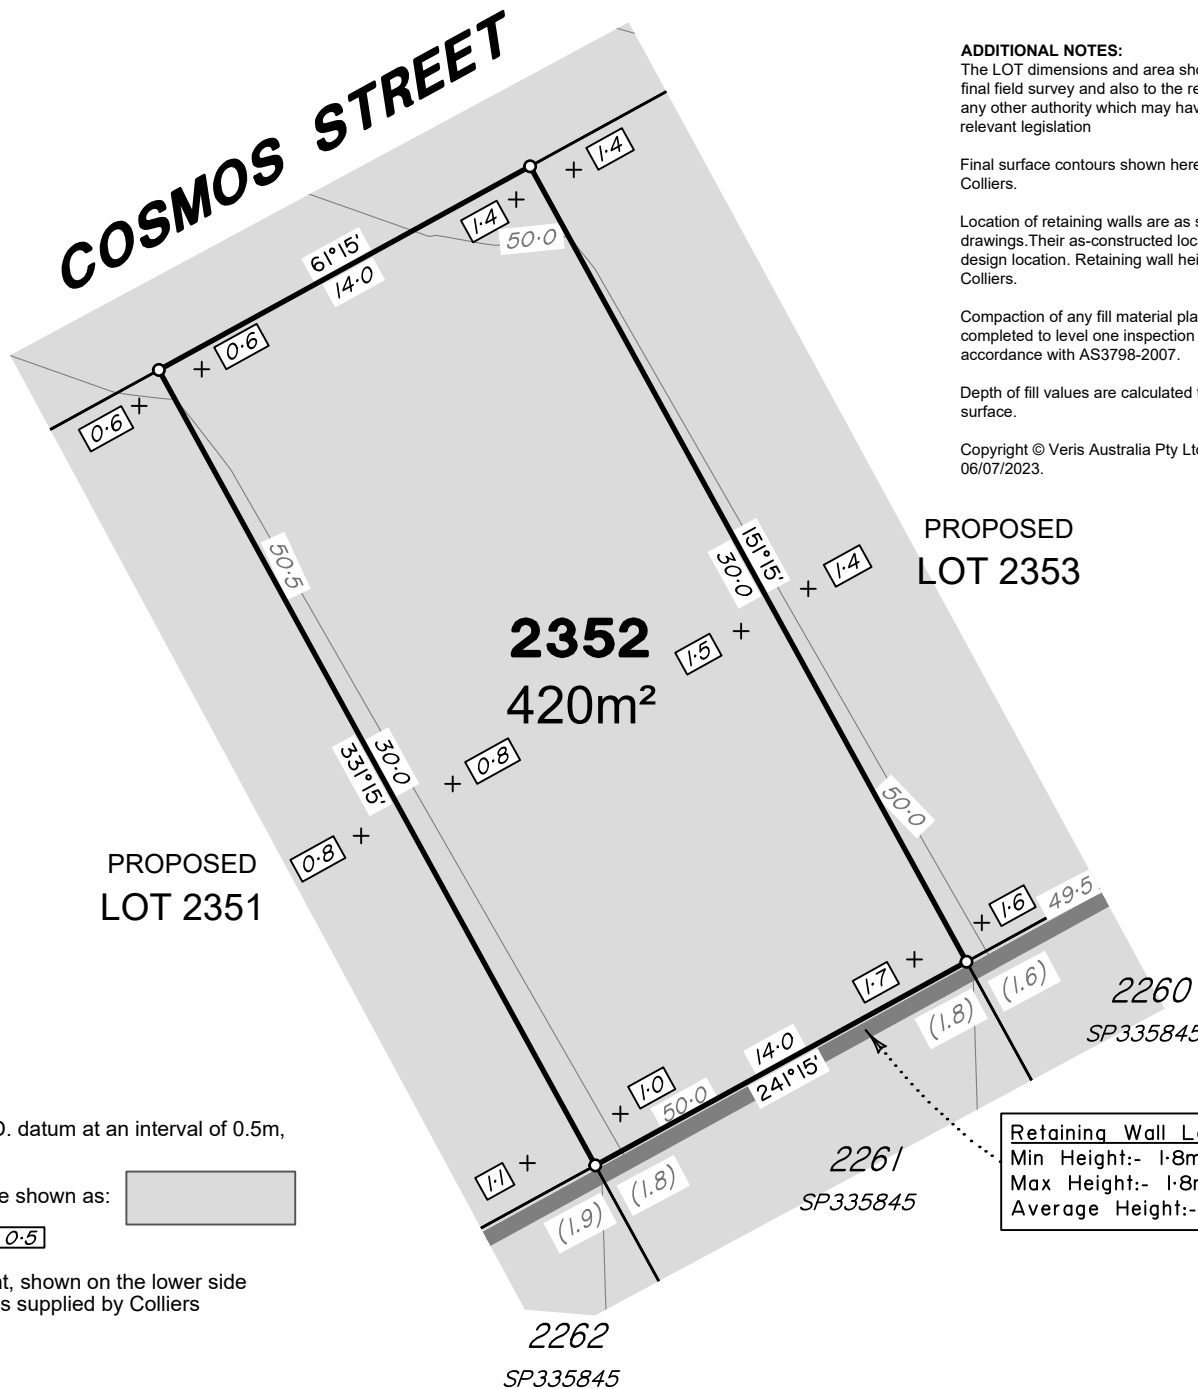 COSMOS STREET
ADDITIONAL NOTES:
The LOT dimensions and area sho
final field survey and also to the re
any other authority which may hav
relevant legislation
Final surface contours shown here
Colliers.
Location of retaining walls are as s
drawings.Their as-constructed loc
design location. Retaining wall hei
Colliers.
Compaction of any fill material pla
completed to level one inspection
accordance with AS3798-2007.
Depth of fill values are calculated
surface.
Copyright © Veris Australia Pty Ltd
06/07/2023.
1·4
1·4
50·0
61°15'
14·0
0·6
0·6
50·5
PROPOSED
LOT 2353
151°15'
30·0
1·4
1·5
2352
420m²
331°15'
30·0
0·8
0·8
50·0
PROPOSED
LOT 2351
1·6
49·5
1·7
(1.6)
(1.8)
2260
SP335845
14·0
241°15'
1·0
50·0
1·1
(1.8)
(1.9)
2261
SP335845
Retaining Wall L
Min Height:- 1·8m
Max Height:- 1·8m
Average Height:-
D. datum at an interval of 0.5m,
e shown as:
0·5
t, shown on the lower side
s supplied by Colliers
2262
SP335845